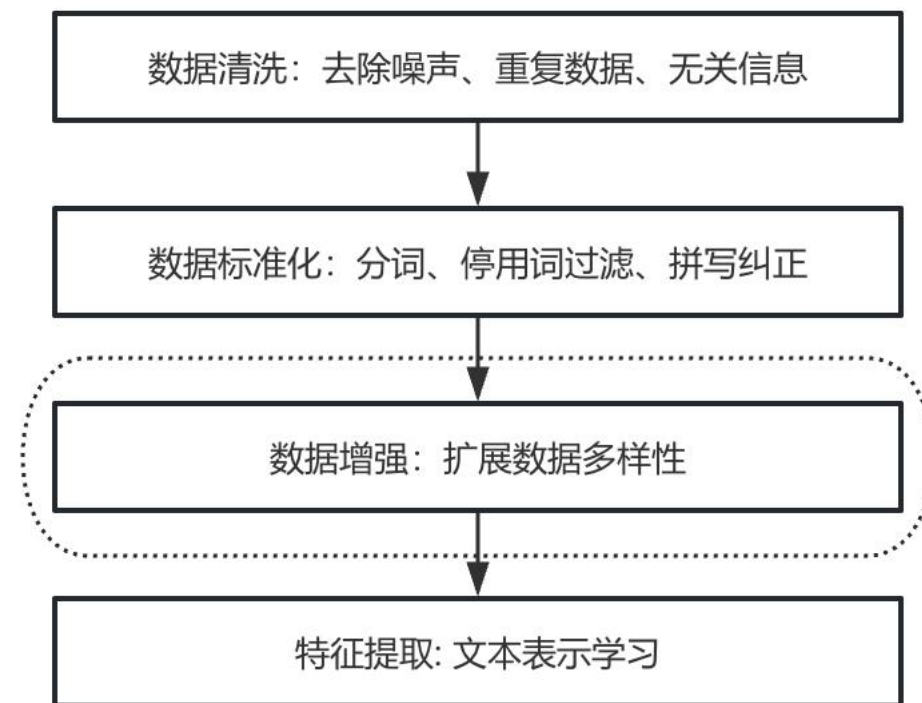 数据清洗：去除噪声、重复数据、无关信息
数据标准化：分词、停用词过滤、拼写纠正
数据增强：扩展数据多样性
特征提取: 文本表示学习